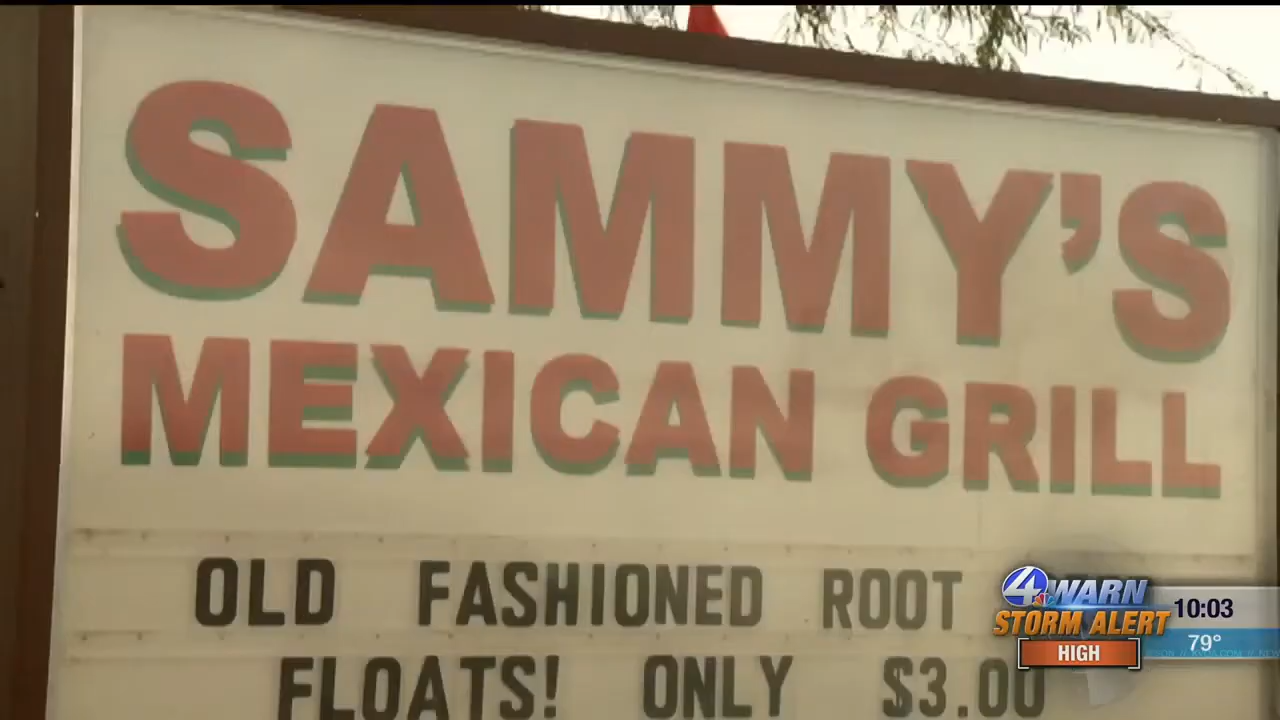 SAMMY'S
MEXICAN GRILL
OLD FASHIONED ROOT
FLOATS! ONLY $3.00
4 WARN
STORM ALERT
HIGH
10:03
79°